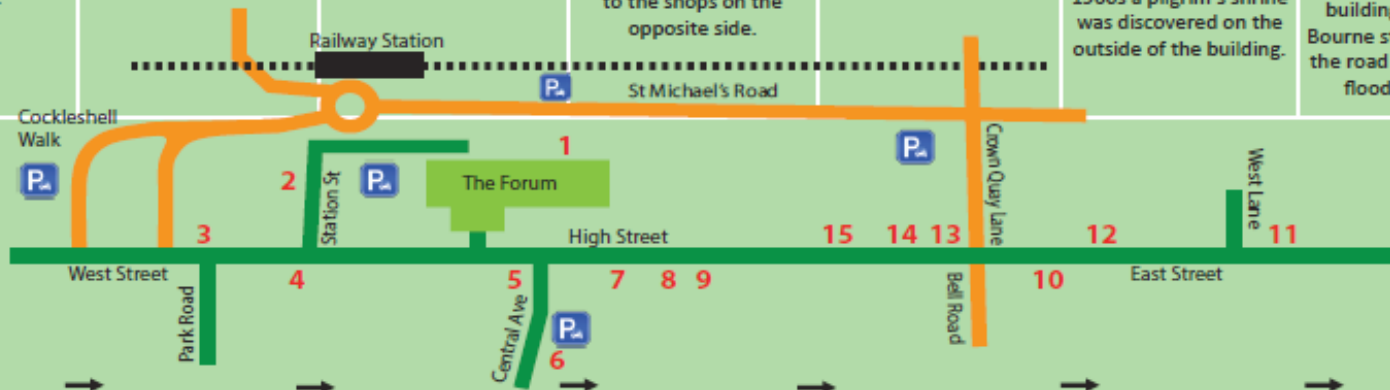 to the shops on the
opposite side.
was discovered on the
outside of the building.
building
Bourne
the road
flood
Railway Station
St Michael's Road
Cockleshell
Walk
P
P
P
P
P
1
2
Station St
The Forum
Crown Quay Lane
West Lane
3
High Street
15
14
13
12
11
West Street
4
5
7
8
9
10
East Street
Park Road
Central Ave
6
Bell Road